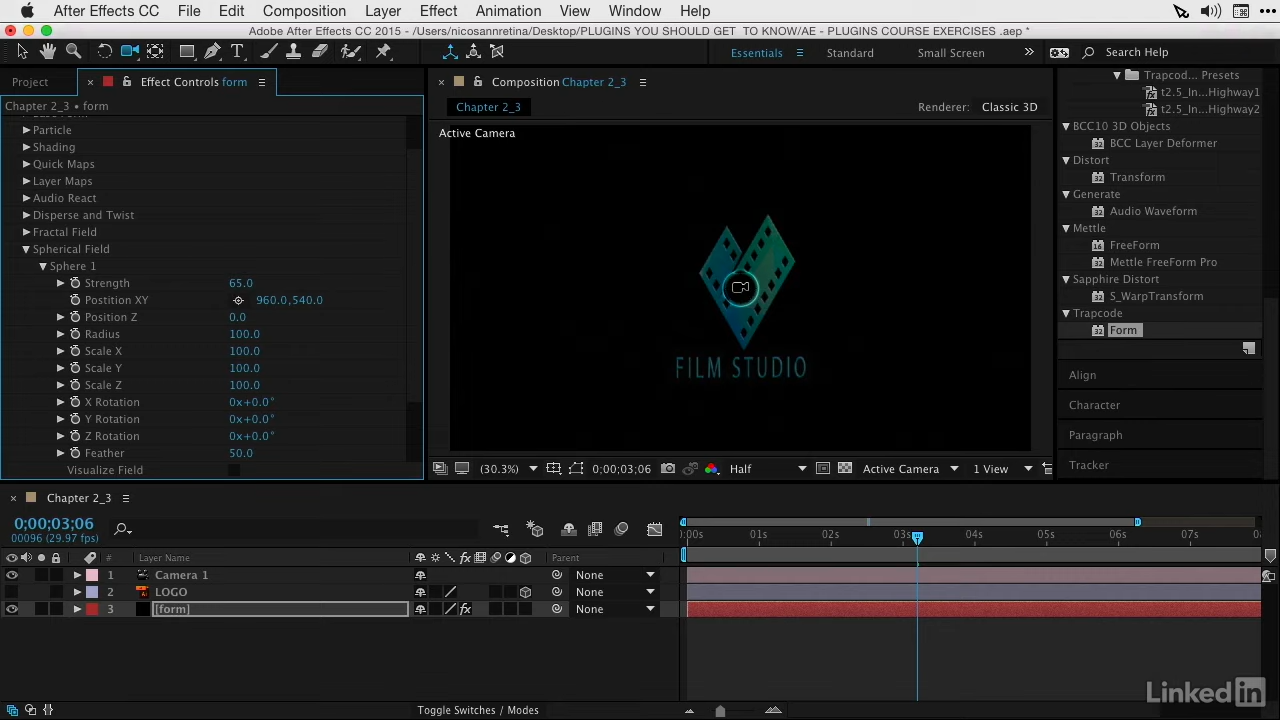 After Effects CC File Edit Composition Layer Effect Animation View Window Help
Adobe After Effects CC 2015 - /Users/nicosannretina/Desktop/PLUGINS YOU SHOULD GET TO KNOW/AE - PLUGINS COURSE EXERCISES .aep *
Essentials Standard Small Screen Search Help
Project × Effect Controls form
Chapter 2_3 • form
Particle
Shading
Quick Maps
Layer Maps
Audio React
Disperse and Twist
Fractal Field
Spherical Field
Sphere 1
Strength 65.0
Position XY 960.0,540.0
Position Z 0.0
Radius 100.0
Scale X 100.0
Scale Y 100.0
Scale Z 100.0
X Rotation 0x+0.0°
Y Rotation 0x+0.0°
Z Rotation 0x+0.0°
Feather 50.0
Visualize Field
× Composition Chapter 2_3
Chapter 2_3
Renderer: Classic 3D
Active Camera
FILM STUDIO
(30.3%) 0;00;03;06 Half Active Camera 1 View
Trapcod... Presets
t2.5_In...Highway1
t2.5_In...Highway2
BCC10 3D Objects
BCC Layer Deformer
Distort
Transform
Generate
Audio Waveform
Mettle
FreeForm
Mettle FreeForm Pro
Sapphire Distort
S_WarpTransform
Trapcode
Form
Align
Character
Paragraph
Tracker
× Chapter 2_3
0;00;03;06
00096 (29.97 fps)
:00s 01s 02s 03s 04s 05s 06s 07s
# Layer Name Parent
1 Camera 1 None
2 LOGO None
3 [form] None
Toggle Switches / Modes
Linked in